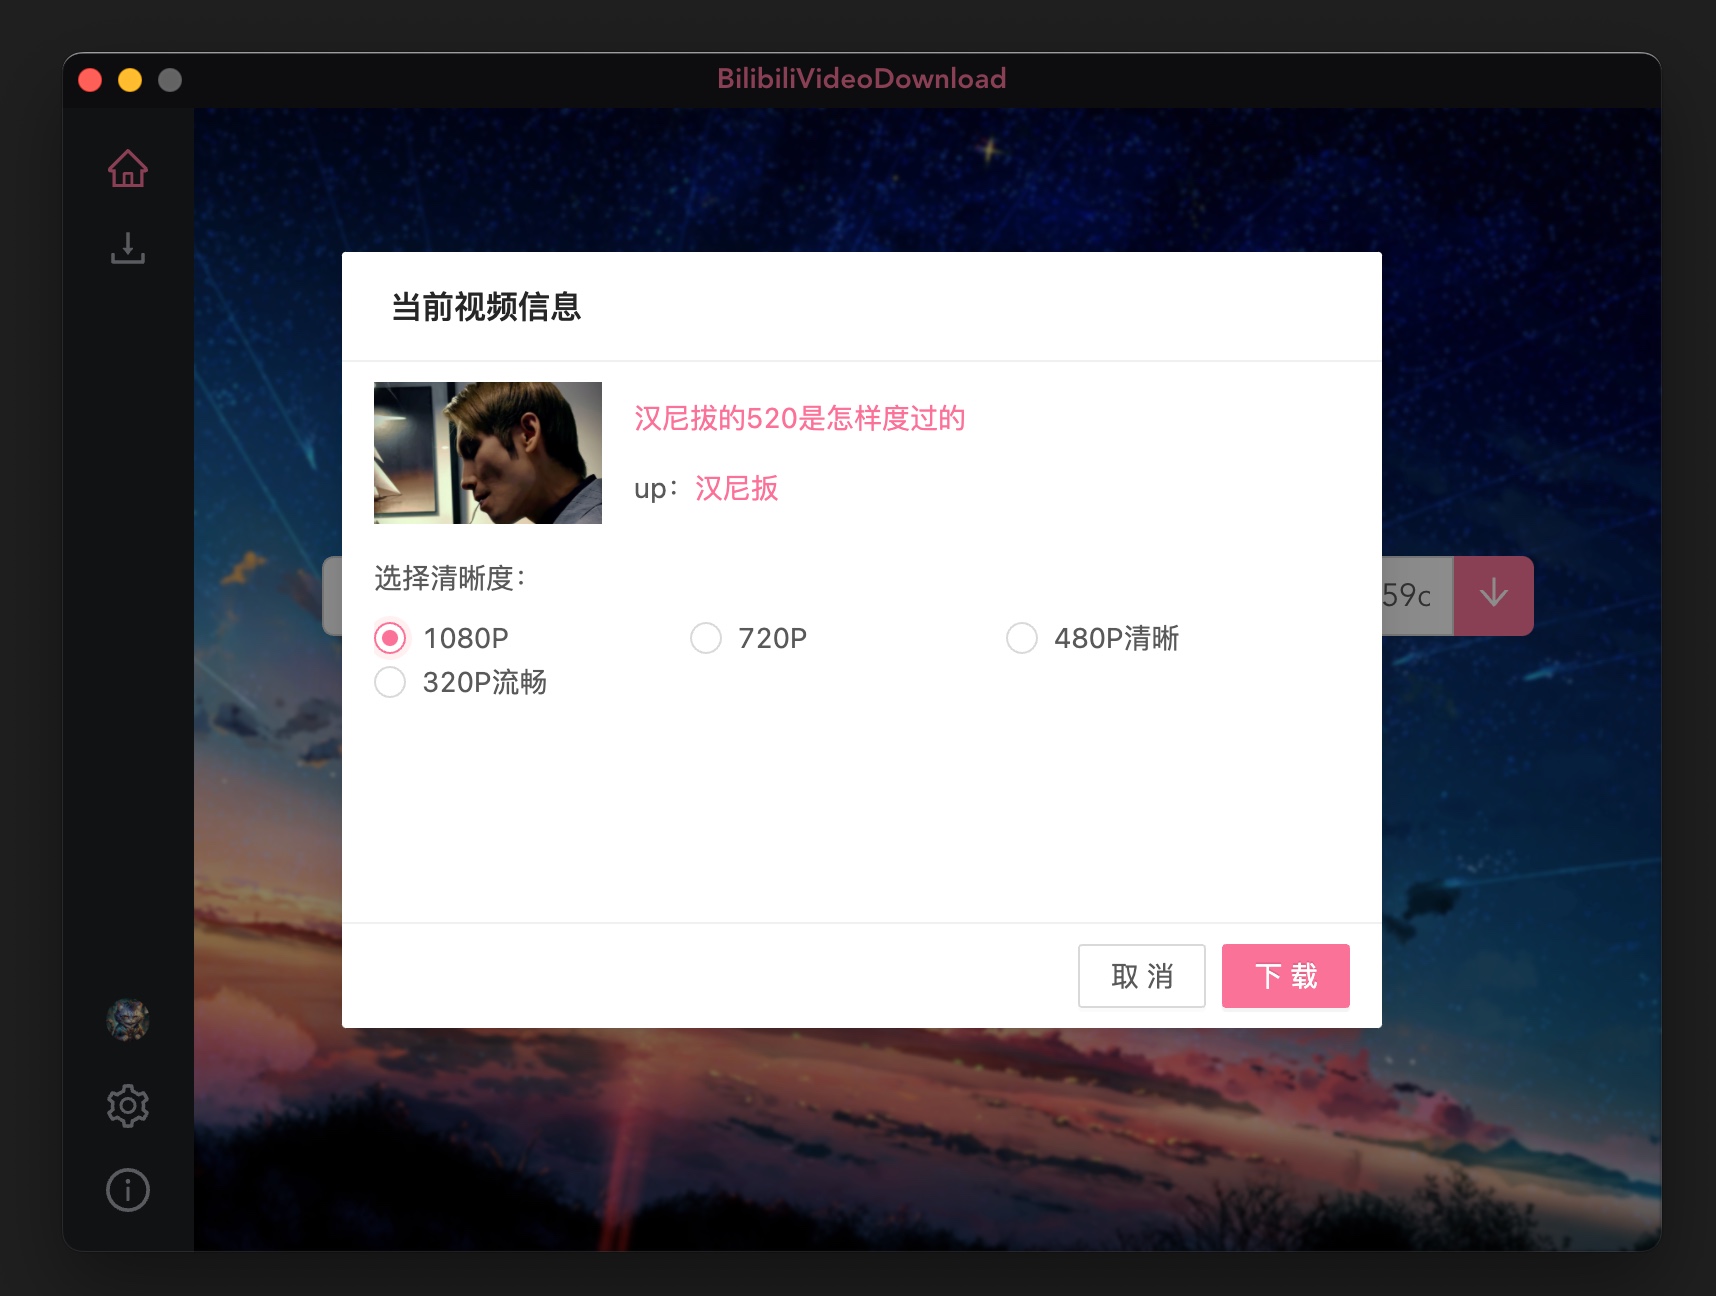 BilibiliVideoDownload
当前视频信息
汉尼拔的520是怎样度过的
up：汉尼扳
选择清晰度：
1080P
720P
480P清晰
320P流畅
59c
取 消
下 载